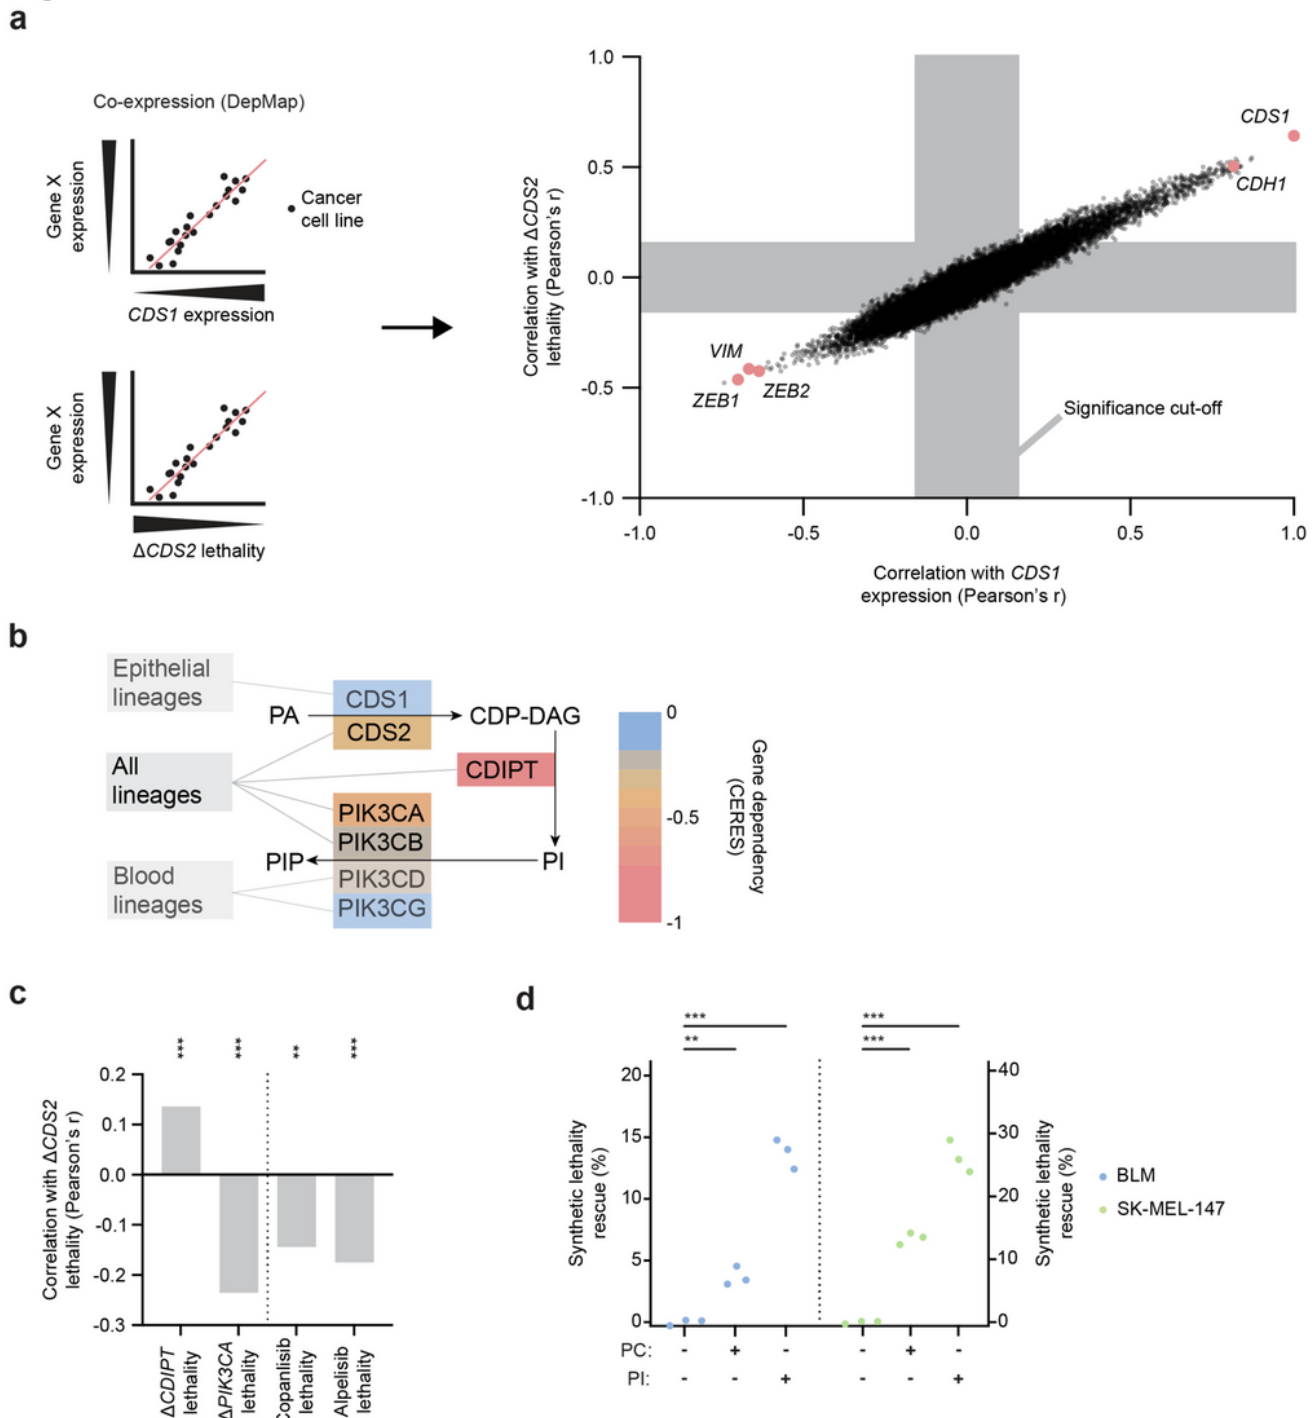 a
Co-expression (DepMap)
Gene X
expression
Cancer
cell line
CDS1 expression
Gene X
expression
ΔCDS2 lethality
Correlation with ΔCDS2
lethality (Pearson's r)
1.0
0.5
0.0
-0.5
-1.0
CDS1
CDH1
VIM
ZEB1
ZEB2
Significance cut-off
-1.0
-0.5
0.0
0.5
1.0
Correlation with CDS1
expression (Pearson's r)
b
Epithelial
lineages
All
lineages
Blood
lineages
PA
CDS1
CDS2
CDP-DAG
CDIPT
PIK3CA
PIK3CB
PIK3CD
PIK3CG
PIP
PI
0
-0.5
-1
Gene dependency
(CERES)
c
*** *** ** ***
Correlation with ΔCDS2
lethality (Pearson's r)
0.2
0.1
0.0
-0.1
-0.2
-0.3
ΔCDIPT
lethality
ΔPIK3CA
lethality
Copanlisib
lethality
Alpelisib
lethality
d
***
**
***
***
Synthetic lethality
rescue (%)
20
15
10
5
0
40
30
20
10
0
Synthetic lethality
rescue (%)
BLM
SK-MEL-147
PC: - + - - + -
PI: - - + - - +